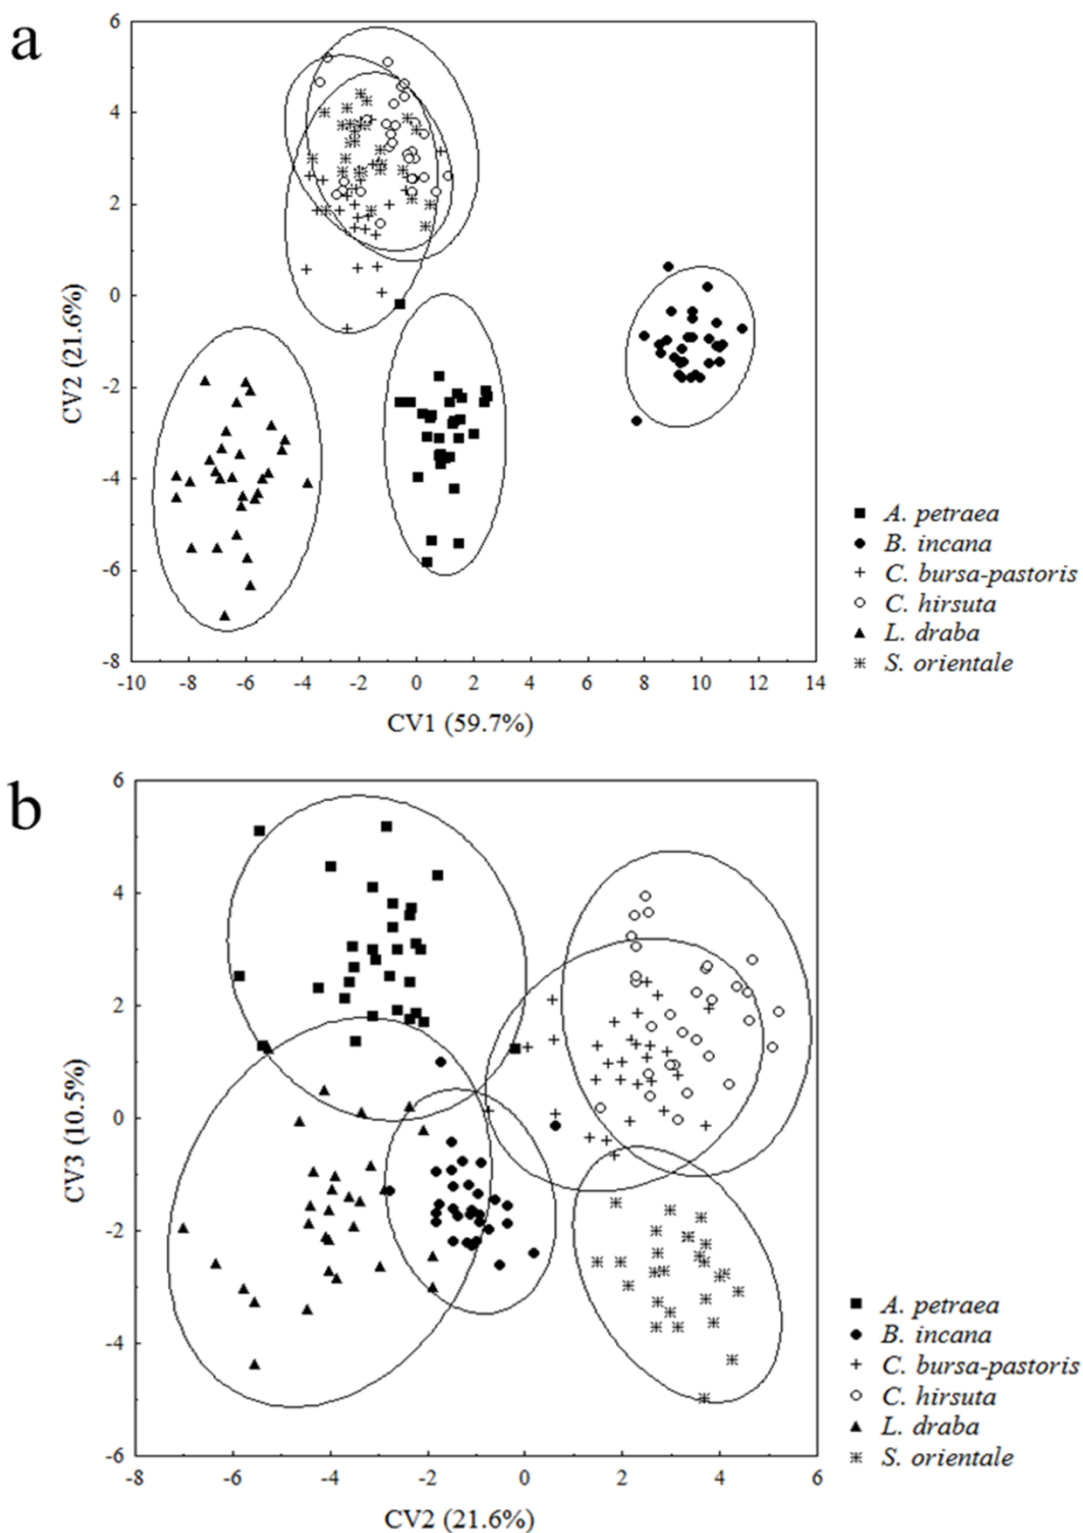 a
6
4
2
0
-2
-4
-6
-8
CV2 (21.6%)
-10 -8 -6 -4 -2 0 2 4 6 8 10 12 14
CV1 (59.7%)
A. petraea
B. incana
C. bursa-pastoris
C. hirsuta
L. draba
S. orientale
b
6
4
2
0
-2
-4
-6
CV3 (10.5%)
-8 -6 -4 -2 0 2 4 6
CV2 (21.6%)
A. petraea
B. incana
C. bursa-pastoris
C. hirsuta
L. draba
S. orientale